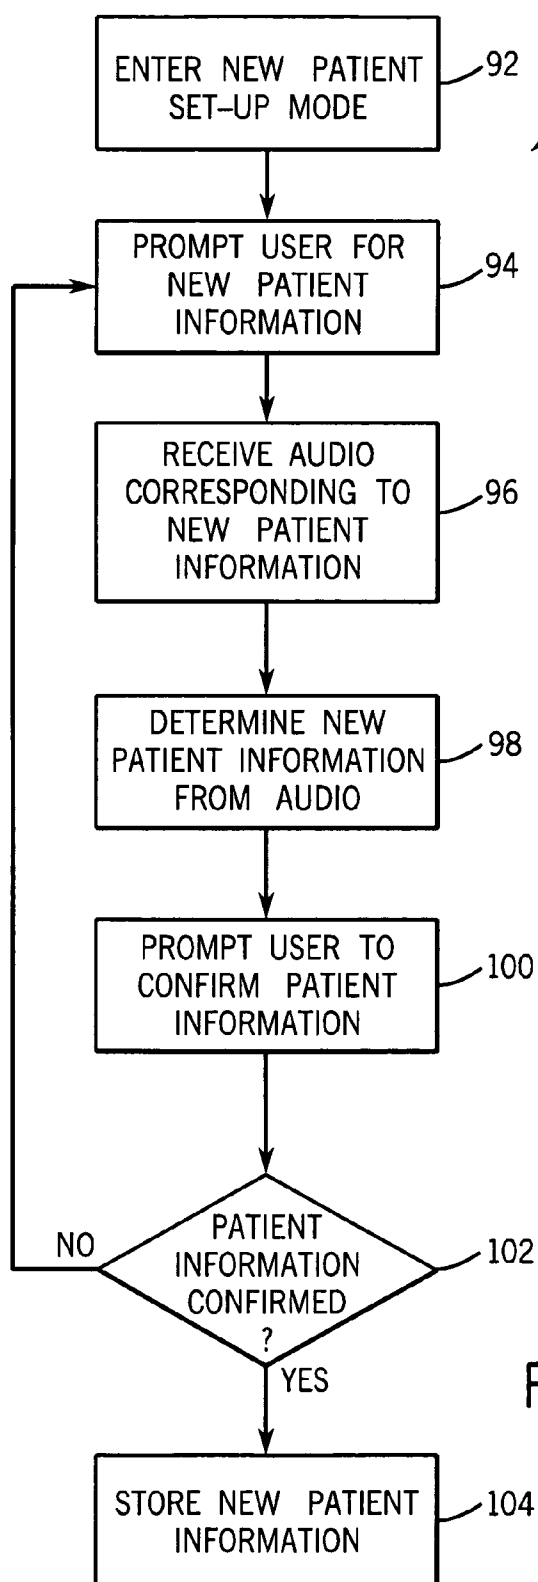 ENTER NEW PATIENT
SET-UP MODE
92
PROMPT USER FOR
NEW PATIENT
INFORMATION
94
RECEIVE AUDIO
CORRESPONDING TO
NEW PATIENT
INFORMATION
96
DETERMINE NEW
PATIENT INFORMATION
FROM AUDIO
98
PROMPT USER TO
CONFIRM PATIENT
INFORMATION
100
NO
PATIENT
INFORMATION
CONFIRMED
?
102
YES
STORE NEW PATIENT
INFORMATION
104